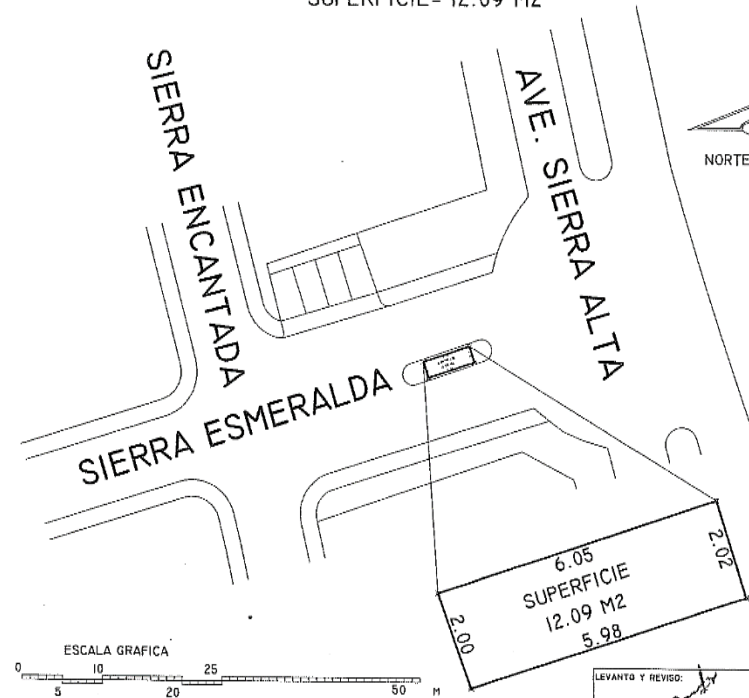 SUPERFICIE= 12.09 M2
SIERRA ENCANTADA
AVE. SIERRA ALTA
NORTE
SIERRA ESMERALDA
6.05
2.02
SUPERFICIE
12.09 M2
5.98
2.00
ESCALA GRAFICA
0 10 25
5 20 50 M
LEVANTO Y REVISO: